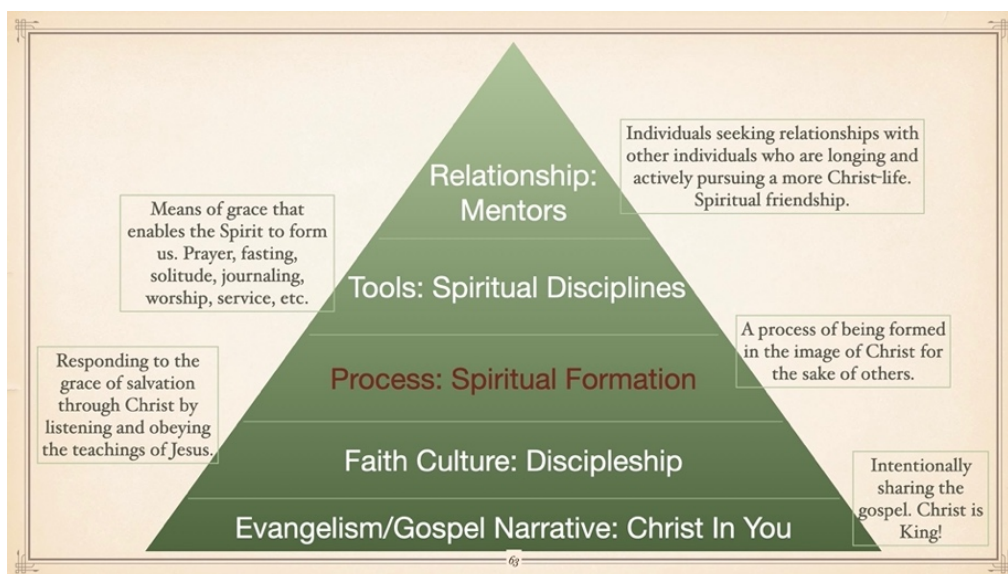 Individuals seeking relationships with
other individuals who are longing and
actively pursuing a more Christ-life.
Spiritual friendship.
Relationship:
Mentors
Means of grace that
enables the Spirit to form
us. Prayer, fasting,
solitude, journaling,
worship, service, etc.
Tools: Spiritual Disciplines
A process of being formed
in the image of Christ for
the sake of others.
Process: Spiritual Formation
Responding to the
grace of salvation
through Christ by
listening and obeying
the teachings of Jesus.
Faith Culture: Discipleship
Intentionally
sharing the
gospel. Christ is
King!
Evangelism/Gospel Narrative: Christ In You
63